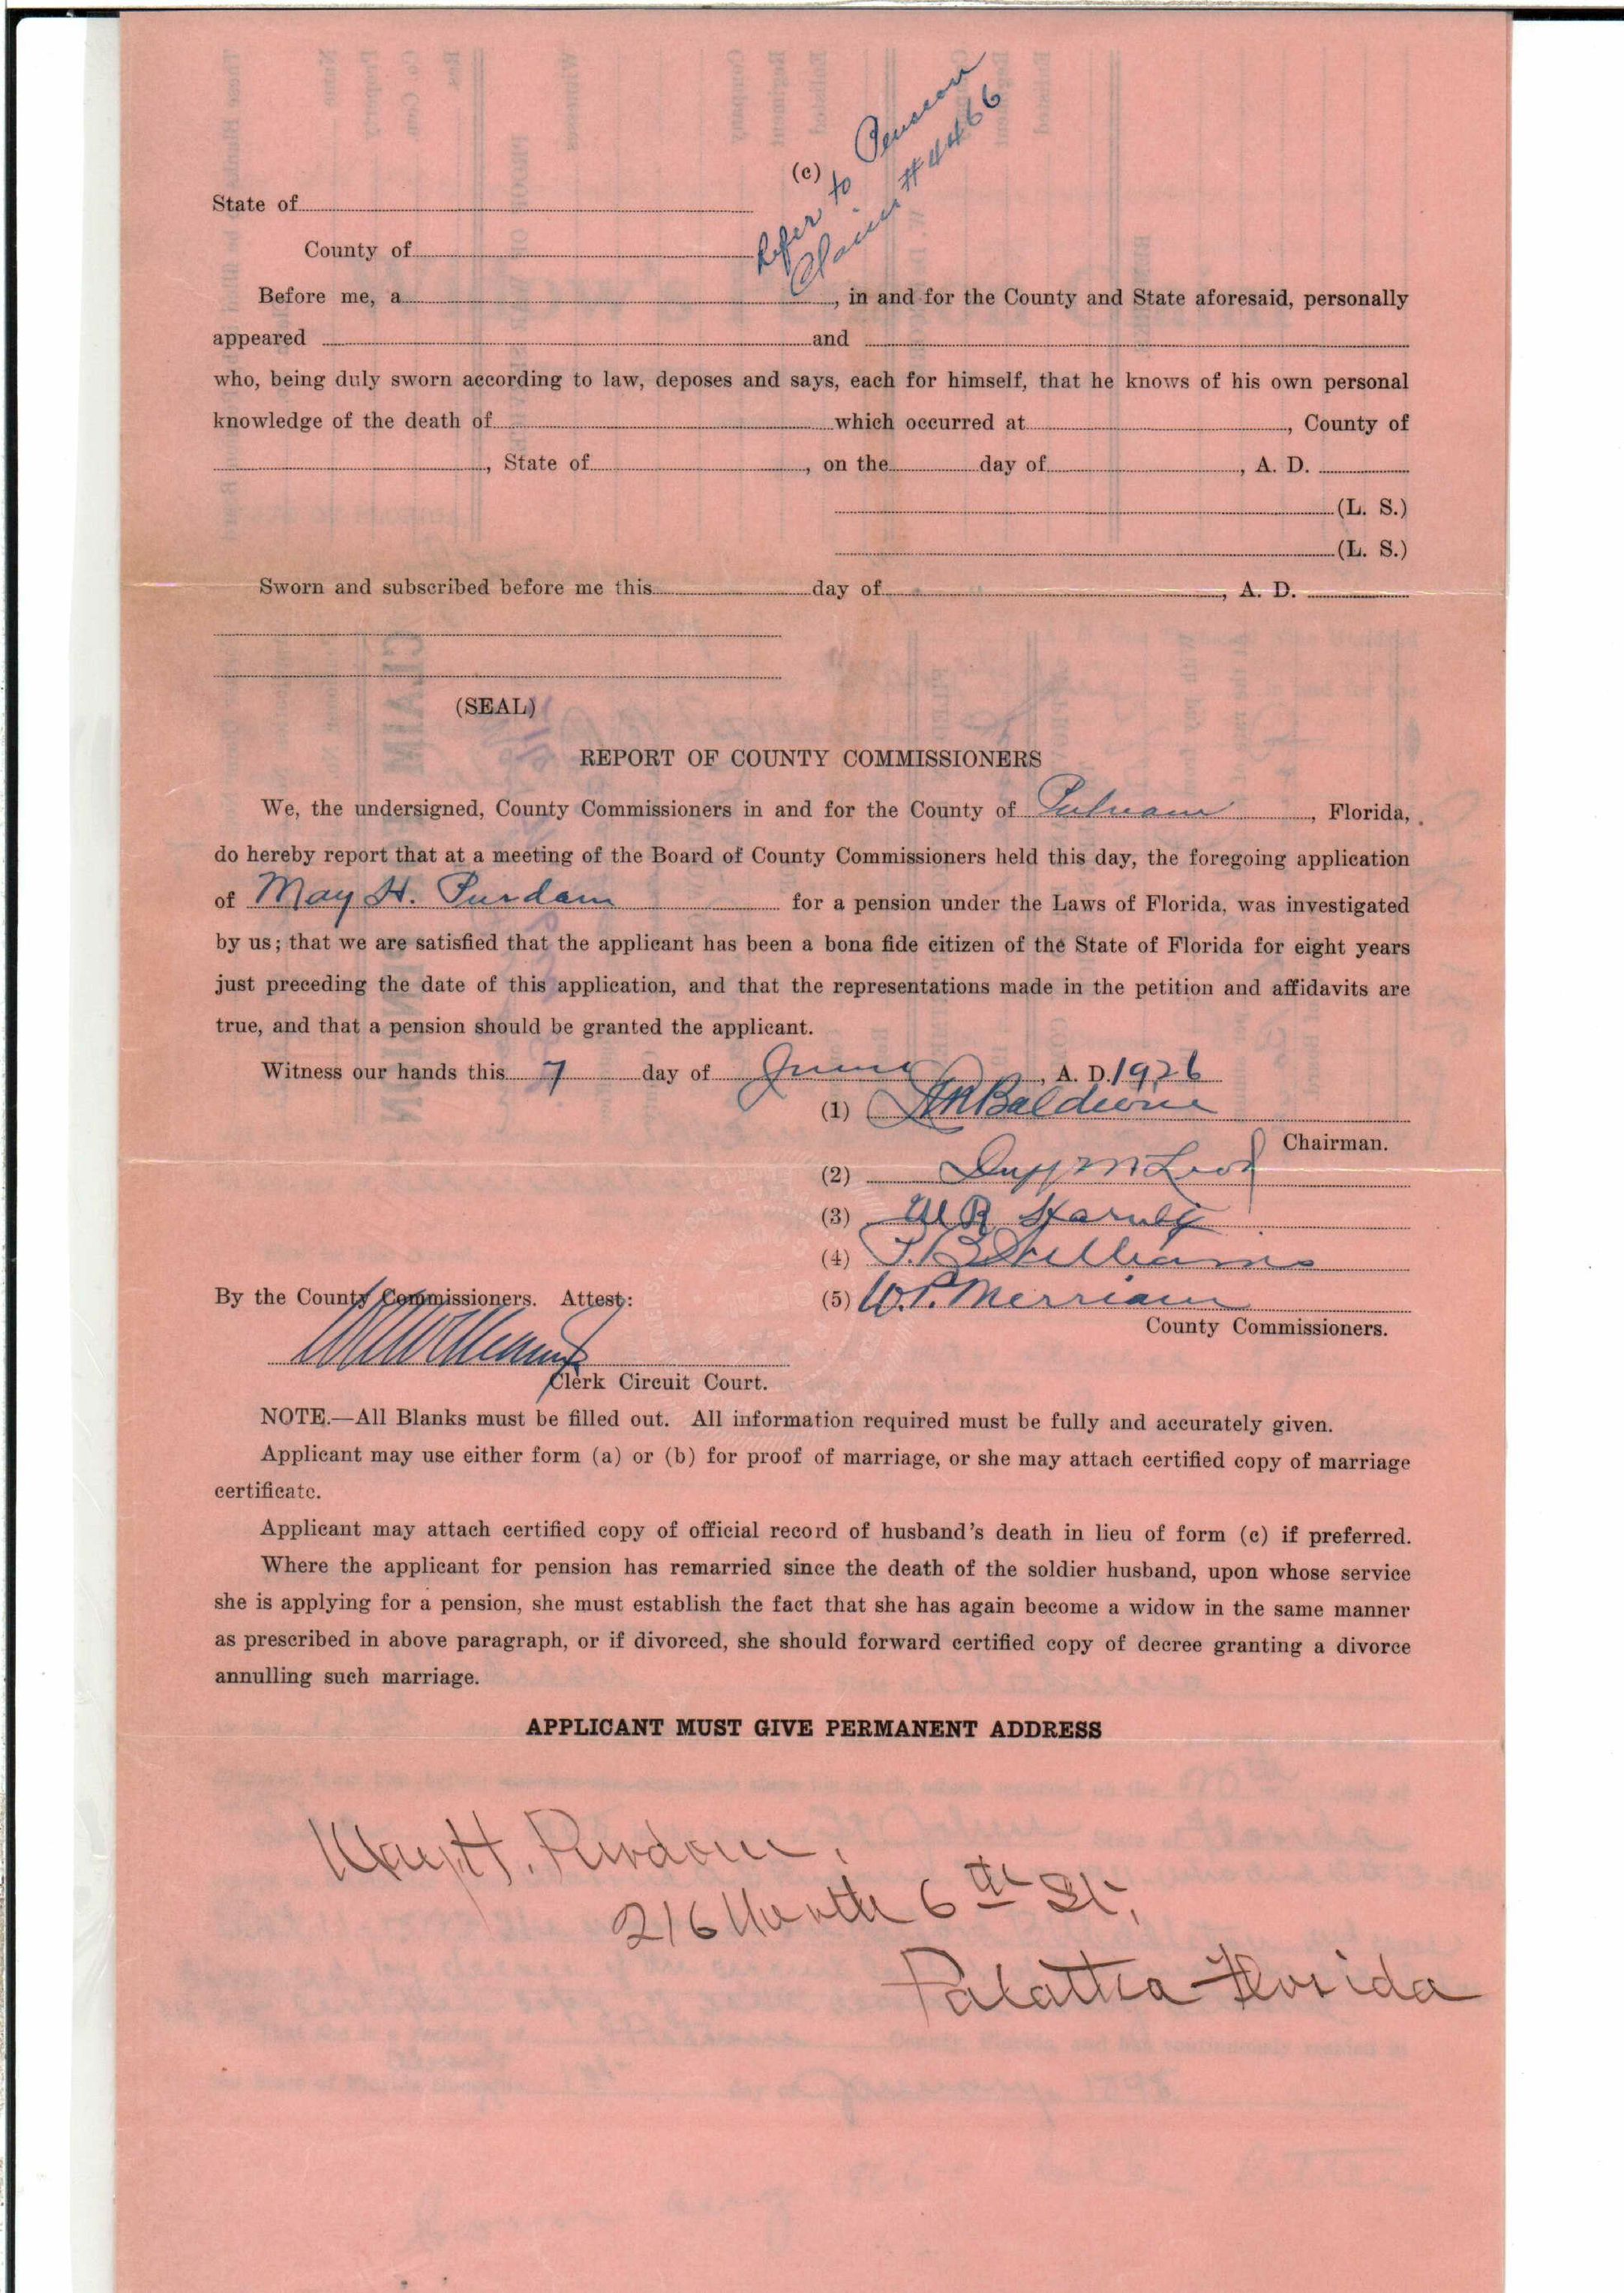 Refer to Pension
Claim #4466
(c)
State of
County of
Before me, a , in and for the County and State aforesaid, personally
appeared and
who, being duly sworn according to law, deposes and says, each for himself, that he knows of his own personal
knowledge of the death of which occurred at , County of
, State of , on the day of , A. D.
(L. S.)
(L. S.)
Sworn and subscribed before me this day of , A. D.
(SEAL)
REPORT OF COUNTY COMMISSIONERS
We, the undersigned, County Commissioners in and for the County of Putnam , Florida,
do hereby report that at a meeting of the Board of County Commissioners held this day, the foregoing application
of May H. Purdom for a pension under the Laws of Florida, was investigated
by us; that we are satisfied that the applicant has been a bona fide citizen of the State of Florida for eight years
just preceding the date of this application, and that the representations made in the petition and affidavits are
true, and that a pension should be granted the applicant.
Witness our hands this 7 day of June , A. D. 1926
(1) Baldwin
Chairman.
(2)
(3) W R
(4) T. B Williams
By the County Commissioners. Attest: (5) W. P. Merriam
County Commissioners.
Clerk Circuit Court.
NOTE.—All Blanks must be filled out. All information required must be fully and accurately given.
Applicant may use either form (a) or (b) for proof of marriage, or she may attach certified copy of marriage
certificate.
Applicant may attach certified copy of official record of husband's death in lieu of form (c) if preferred.
Where the applicant for pension has remarried since the death of the soldier husband, upon whose service
she is applying for a pension, she must establish the fact that she has again become a widow in the same manner
as prescribed in above paragraph, or if divorced, she should forward certified copy of decree granting a divorce
annulling such marriage.
APPLICANT MUST GIVE PERMANENT ADDRESS
May H. Purdom,
216 North 6th St,
Palatka Florida